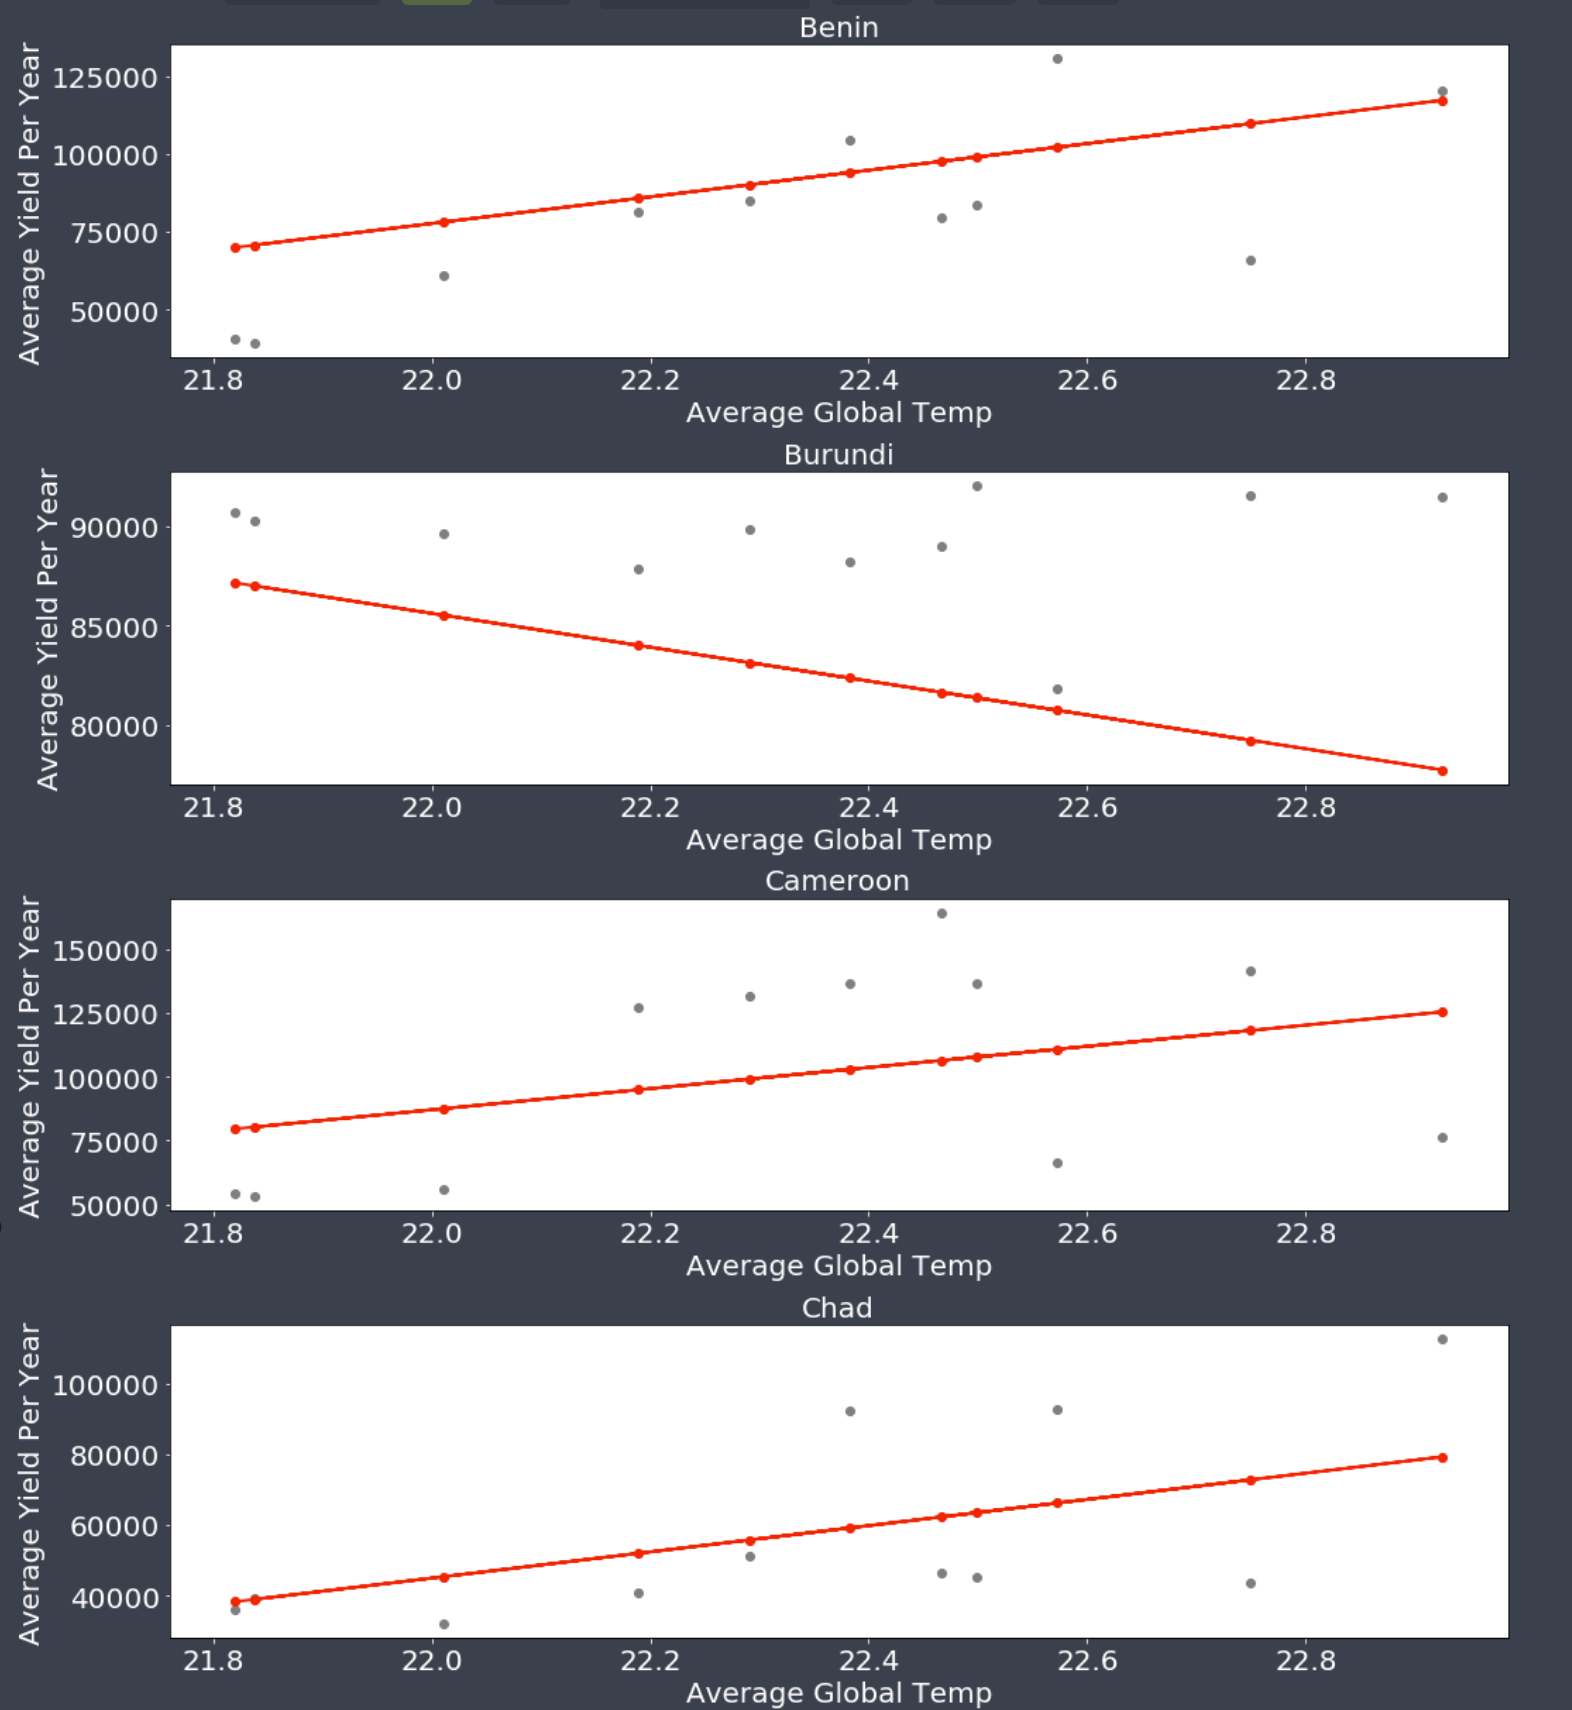 Benin
Average Yield Per Year
125000
100000
75000
50000
21.8 22.0 22.2 22.4 22.6 22.8
Average Global Temp
Burundi
Average Yield Per Year
90000
85000
80000
21.8 22.0 22.2 22.4 22.6 22.8
Average Global Temp
Cameroon
Average Yield Per Year
150000
125000
100000
75000
50000
21.8 22.0 22.2 22.4 22.6 22.8
Average Global Temp
Chad
Average Yield Per Year
100000
80000
60000
40000
21.8 22.0 22.2 22.4 22.6 22.8
Average Global Temp